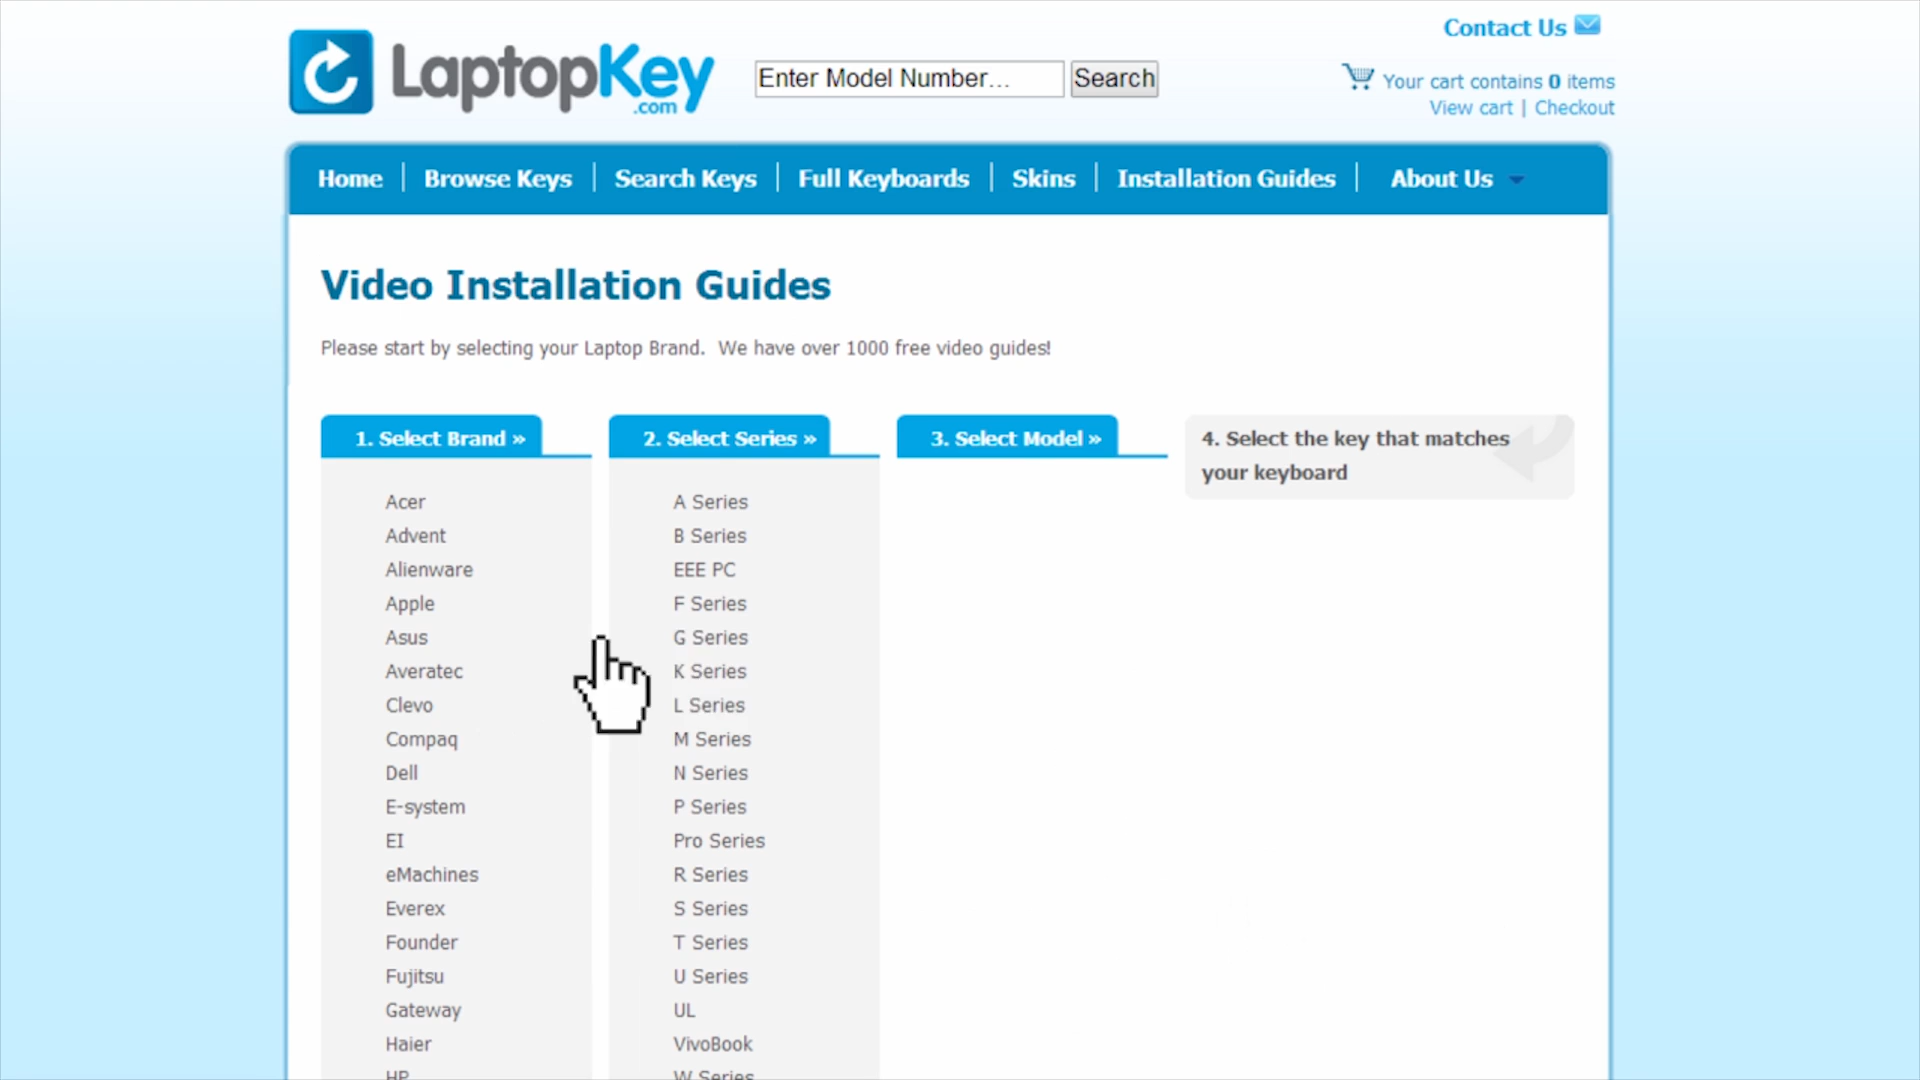 Contact Us
LaptopKey
.com
Enter Model Number...
Search
Your cart contains 0 items
View cart | Checkout
Home
Browse Keys
Search Keys
Full Keyboards
Skins
Installation Guides
About Us
Video Installation Guides
Please start by selecting your Laptop Brand. We have over 1000 free video guides!
1. Select Brand »
Acer
Advent
Alienware
Apple
Asus
Averatec
Clevo
Compaq
Dell
E-system
EI
eMachines
Everex
Founder
Fujitsu
Gateway
Haier
HP
2. Select Series »
A Series
B Series
EEE PC
F Series
G Series
K Series
L Series
M Series
N Series
P Series
Pro Series
R Series
S Series
T Series
U Series
UL
VivoBook
W Series
3. Select Model »
4. Select the key that matches
your keyboard